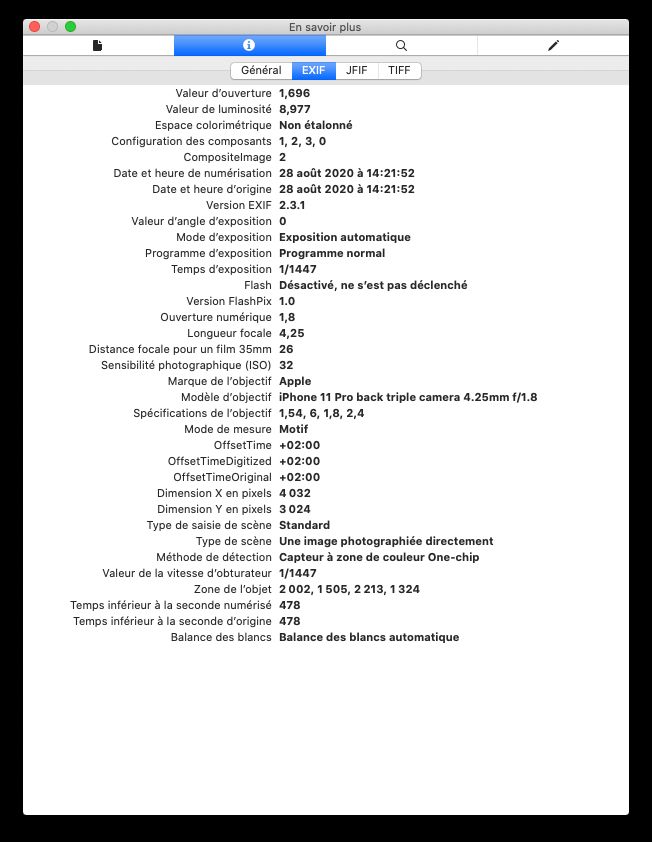 En savoir plus
Général EXIF JFIF TIFF
Valeur d’ouverture 1,696
Valeur de luminosité 8,977
Espace colorimétrique Non étalonné
Configuration des composants 1, 2, 3, 0
CompositeImage 2
Date et heure de numérisation 28 août 2020 à 14:21:52
Date et heure d’origine 28 août 2020 à 14:21:52
Version EXIF 2.3.1
Valeur d’angle d’exposition 0
Mode d’exposition Exposition automatique
Programme d’exposition Programme normal
Temps d’exposition 1/1447
Flash Désactivé, ne s’est pas déclenché
Version FlashPix 1.0
Ouverture numérique 1,8
Longueur focale 4,25
Distance focale pour un film 35mm 26
Sensibilité photographique (ISO) 32
Marque de l’objectif Apple
Modèle d’objectif iPhone 11 Pro back triple camera 4.25mm f/1.8
Spécifications de l’objectif 1,54, 6, 1,8, 2,4
Mode de mesure Motif
OffsetTime +02:00
OffsetTimeDigitized +02:00
OffsetTimeOriginal +02:00
Dimension X en pixels 4 032
Dimension Y en pixels 3 024
Type de saisie de scène Standard
Type de scène Une image photographiée directement
Méthode de détection Capteur à zone de couleur One-chip
Valeur de la vitesse d’obturateur 1/1447
Zone de l’objet 2 002, 1 505, 2 213, 1 324
Temps inférieur à la seconde numérisé 478
Temps inférieur à la seconde d’origine 478
Balance des blancs Balance des blancs automatique